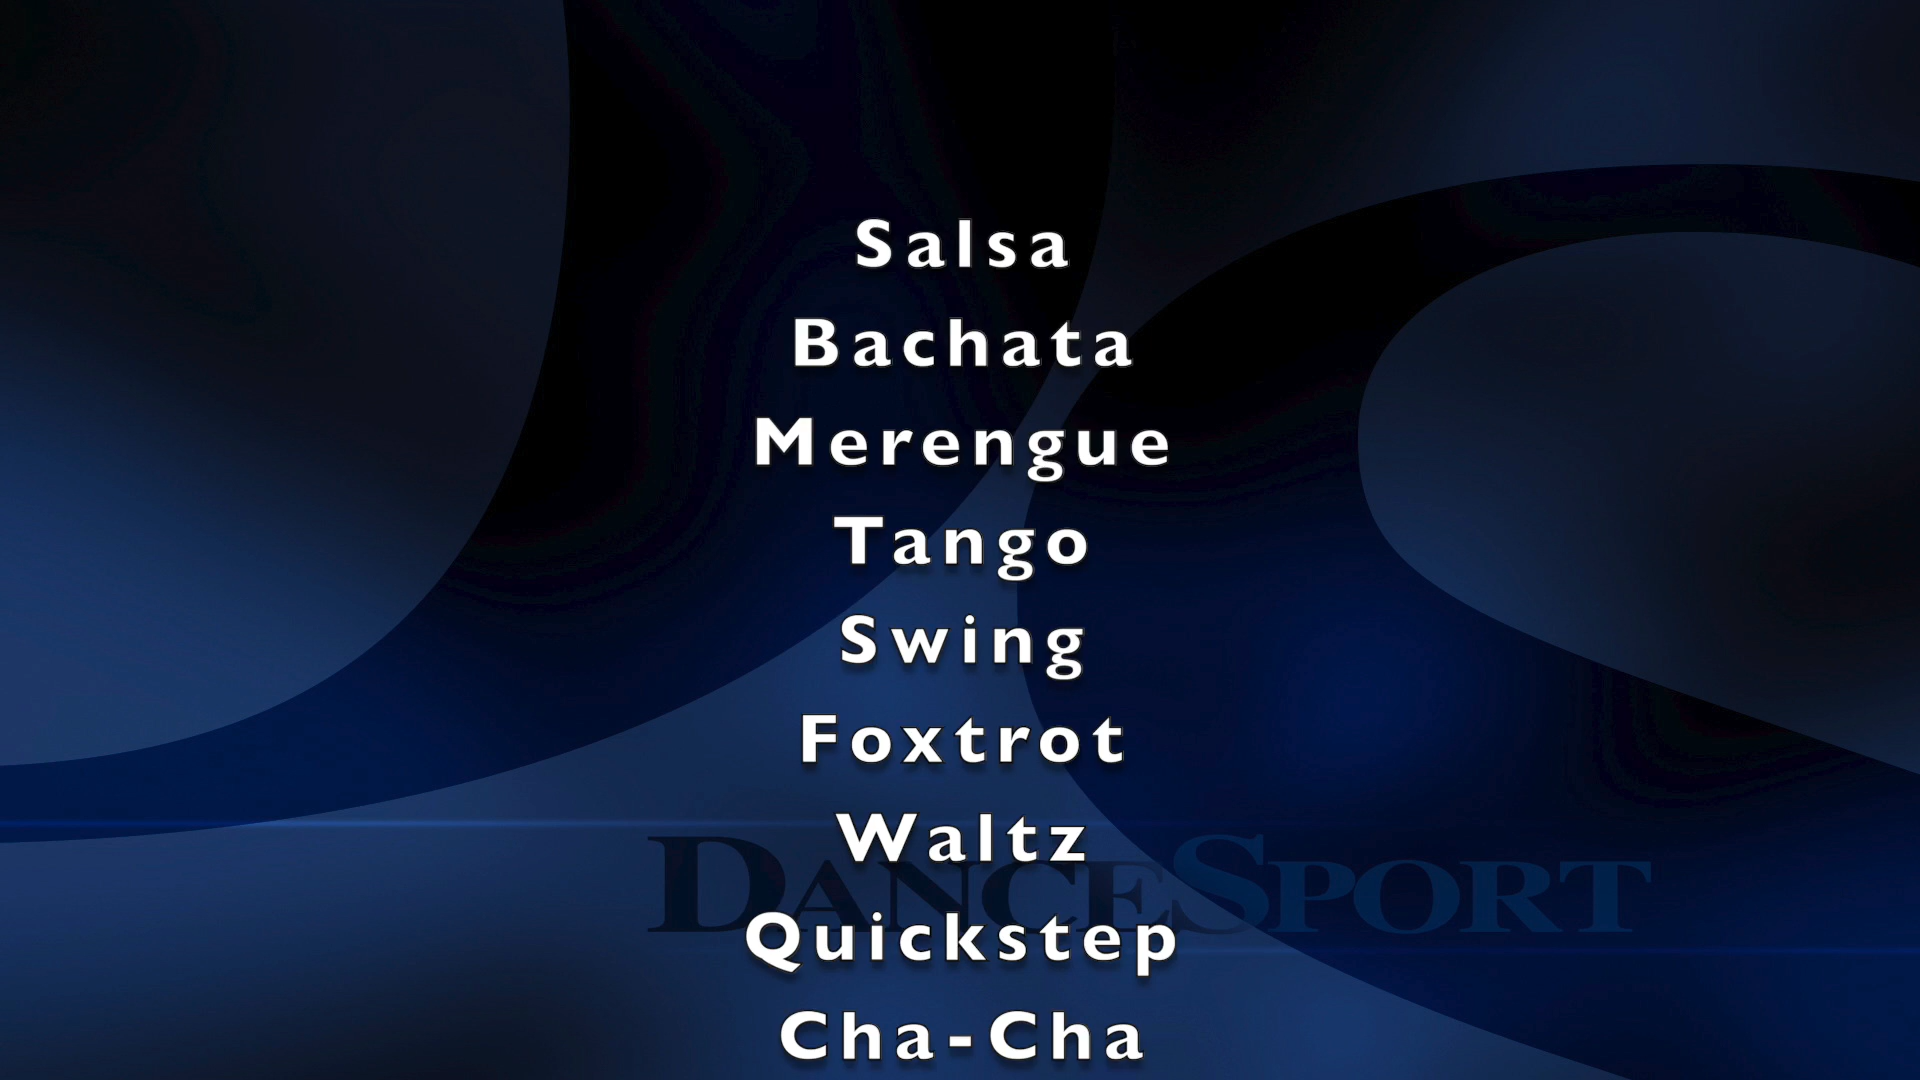 Salsa
Bachata
Merengue
Tango
Swing
Foxtrot
Waltz
DANCESPORT
Quickstep
Cha-Cha